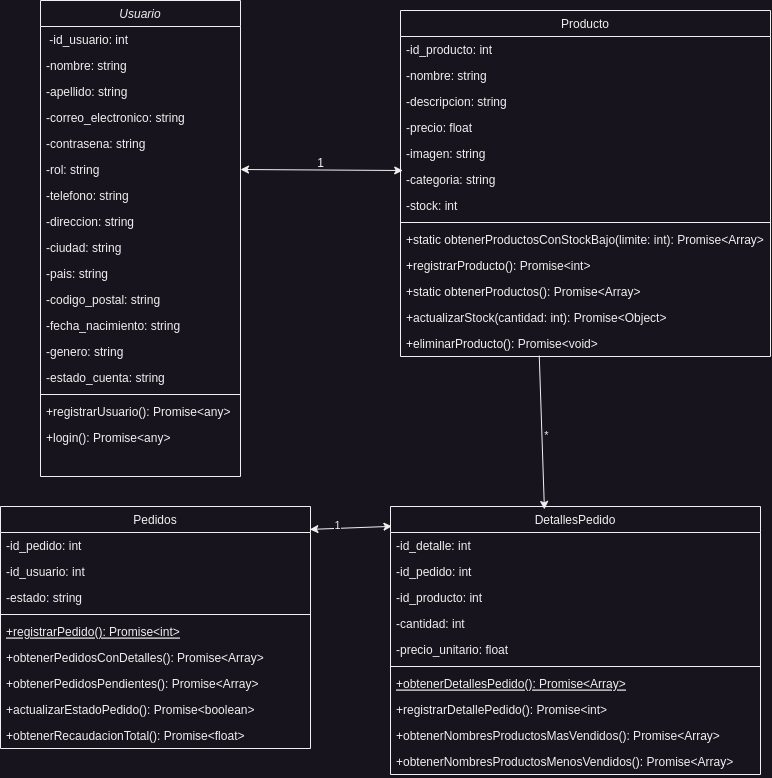 Usuario
-id_usuario: int
-nombre: string
-apellido: string
-correo_electronico: string
-contrasena: string
-rol: string
-telefono: string
-direccion: string
-ciudad: string
-pais: string
-codigo_postal: string
-fecha_nacimiento: string
-genero: string
-estado_cuenta: string
+registrarUsuario(): Promise<any>
+login(): Promise<any>
1
Producto
-id_producto: int
-nombre: string
-descripcion: string
-precio: float
-imagen: string
-categoria: string
-stock: int
+static obtenerProductosConStockBajo(limite: int): Promise<Array>
+registrarProducto(): Promise<int>
+static obtenerProductos(): Promise<Array>
+actualizarStock(cantidad: int): Promise<Object>
+eliminarProducto(): Promise<void>
*
Pedidos
-id_pedido: int
-id_usuario: int
-estado: string
+registrarPedido(): Promise<int>
+obtenerPedidosConDetalles(): Promise<Array>
+obtenerPedidosPendientes(): Promise<Array>
+actualizarEstadoPedido(): Promise<boolean>
+obtenerRecaudacionTotal(): Promise<float>
1
DetallesPedido
-id_detalle: int
-id_pedido: int
-id_producto: int
-cantidad: int
-precio_unitario: float
+obtenerDetallesPedido(): Promise<Array>
+registrarDetallePedido(): Promise<int>
+obtenerNombresProductosMasVendidos(): Promise<Array>
+obtenerNombresProductosMenosVendidos(): Promise<Array>